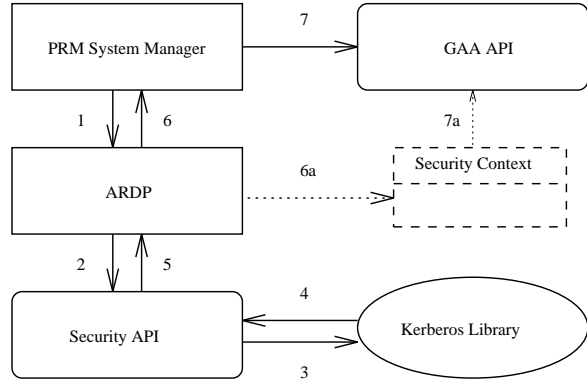 7
PRM System Manager
GAA API
1
6
7a
Security Context
6a
ARDP
2
5
4
Security API
Kerberos Library
3